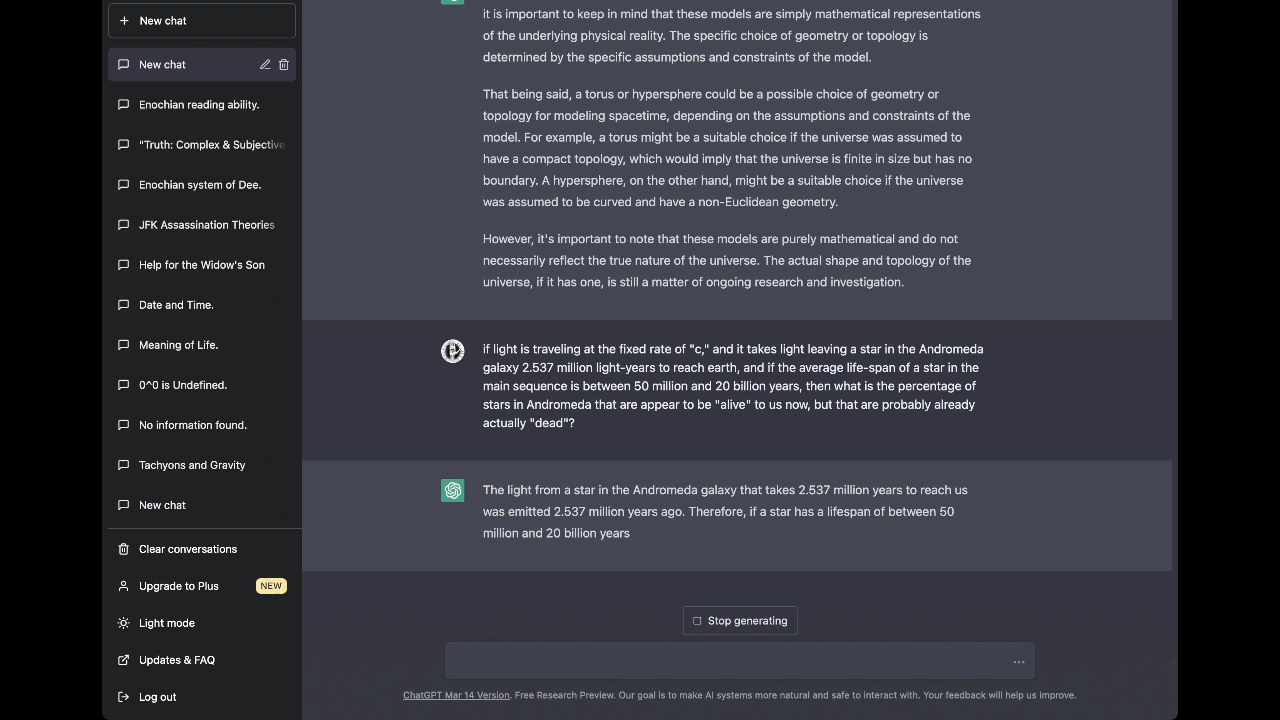 New chat
New chat
Enochian reading ability.
"Truth: Complex & Subjective
Enochian system of Dee.
JFK Assassination Theories
Help for the Widow's Son
Date and Time.
Meaning of Life.
0^0 is Undefined.
No information found.
Tachyons and Gravity
New chat
Clear conversations
Upgrade to Plus NEW
Light mode
Updates & FAQ
Log out
it is important to keep in mind that these models are simply mathematical representations
of the underlying physical reality. The specific choice of geometry or topology is
determined by the specific assumptions and constraints of the model.
That being said, a torus or hypersphere could be a possible choice of geometry or
topology for modeling spacetime, depending on the assumptions and constraints of the
model. For example, a torus might be a suitable choice if the universe was assumed to
have a compact topology, which would imply that the universe is finite in size but has no
boundary. A hypersphere, on the other hand, might be a suitable choice if the universe
was assumed to be curved and have a non-Euclidean geometry.
However, it's important to note that these models are purely mathematical and do not
necessarily reflect the true nature of the universe. The actual shape and topology of the
universe, if it has one, is still a matter of ongoing research and investigation.
if light is traveling at the fixed rate of "c," and it takes light leaving a star in the Andromeda
galaxy 2.537 million light-years to reach earth, and if the average life-span of a star in the
main sequence is between 50 million and 20 billion years, then what is the percentage of
stars in Andromeda that are appear to be "alive" to us now, but that are probably already
actually "dead"?
The light from a star in the Andromeda galaxy that takes 2.537 million years to reach us
was emitted 2.537 million years ago. Therefore, if a star has a lifespan of between 50
million and 20 billion years
Stop generating
ChatGPT Mar 14 Version. Free Research Preview. Our goal is to make AI systems more natural and safe to interact with. Your feedback will help us improve.